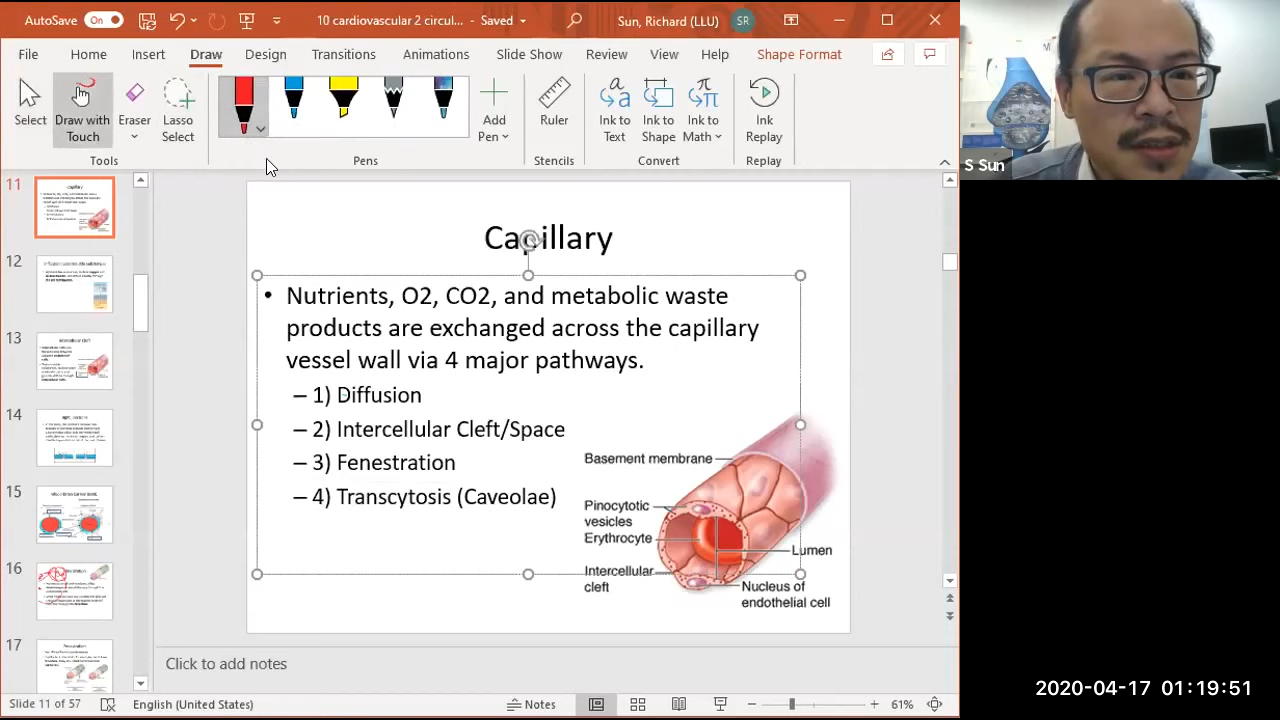 AutoSave On 10 cardiovascular 2 circul... - Saved Sun, Richard (LLU) SR
File Home Insert Draw Design Transitions Animations Slide Show Review View Help Shape Format
Select Draw with Touch Eraser Lasso Select Add Pen Ruler Ink to Text Ink to Shape Ink to Math Ink Replay
Tools Pens Stencils Convert Replay
S Sun
11
12
13
14
15
16
17
Capillary
• Nutrients, O2, CO2, and metabolic waste
products are exchanged across the capillary
vessel wall via 4 major pathways.
– 1) Diffusion
– 2) Intercellular Cleft/Space
– 3) Fenestration
– 4) Transcytosis (Caveolae)
Basement membrane
Pinocytotic
vesicles
Erythrocyte
Lumen
Intercellular
cleft
Nucleus of
endothelial cell
Click to add notes
Slide 11 of 57 English (United States) Notes 61%
2020-04-17 01:19:51